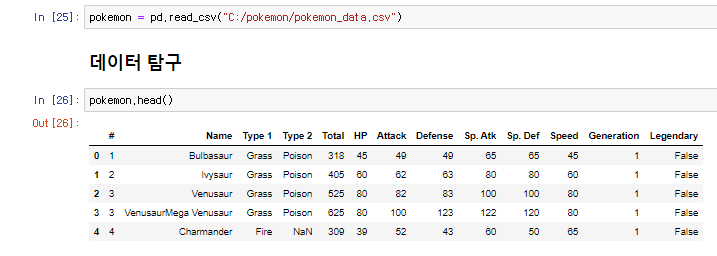 In [25]: pokemon = pd.read_csv("C:/pokemon/pokemon_data.csv")
데이터 탐구
In [26]: pokemon.head()
Out [26]:
# Name Type 1 Type 2 Total HP Attack Defense Sp. Atk Sp. Def Speed Generation Legendary
0 1 Bulbasaur Grass Poison 318 45 49 49 65 65 45 1 False
1 2 Ivysaur Grass Poison 405 60 62 63 80 80 60 1 False
2 3 Venusaur Grass Poison 525 80 82 83 100 100 80 1 False
3 3 VenusaurMega Venusaur Grass Poison 625 80 100 123 122 120 80 1 False
4 4 Charmander Fire NaN 309 39 52 43 60 50 65 1 False